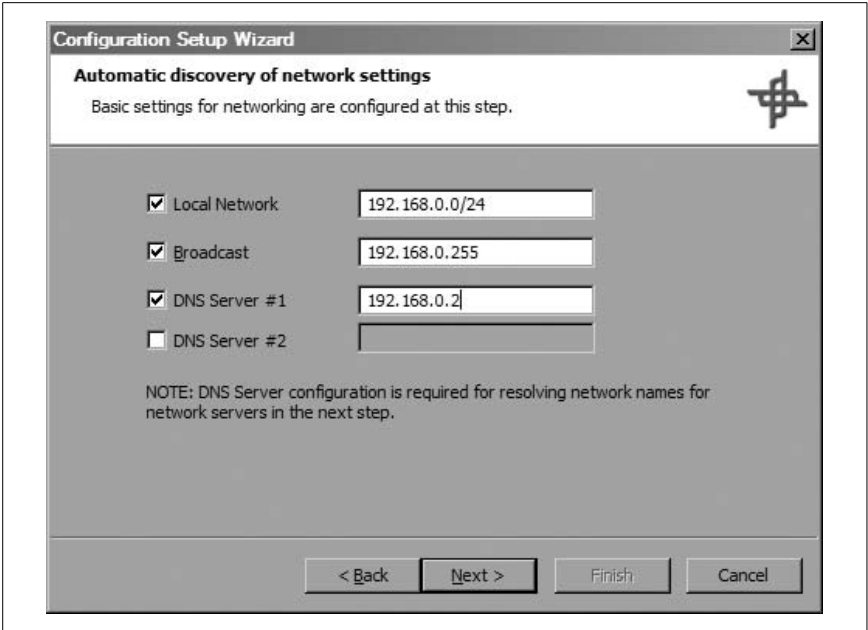 Configuration Setup Wizard
Automatic discovery of network settings
Basic settings for networking are configured at this step.
Local Network 192.168.0.0/24
Broadcast 192.168.0.255
DNS Server #1 192.168.0.2
DNS Server #2
NOTE: DNS Server configuration is required for resolving network names for
network servers in the next step.
< Back Next > Finish Cancel